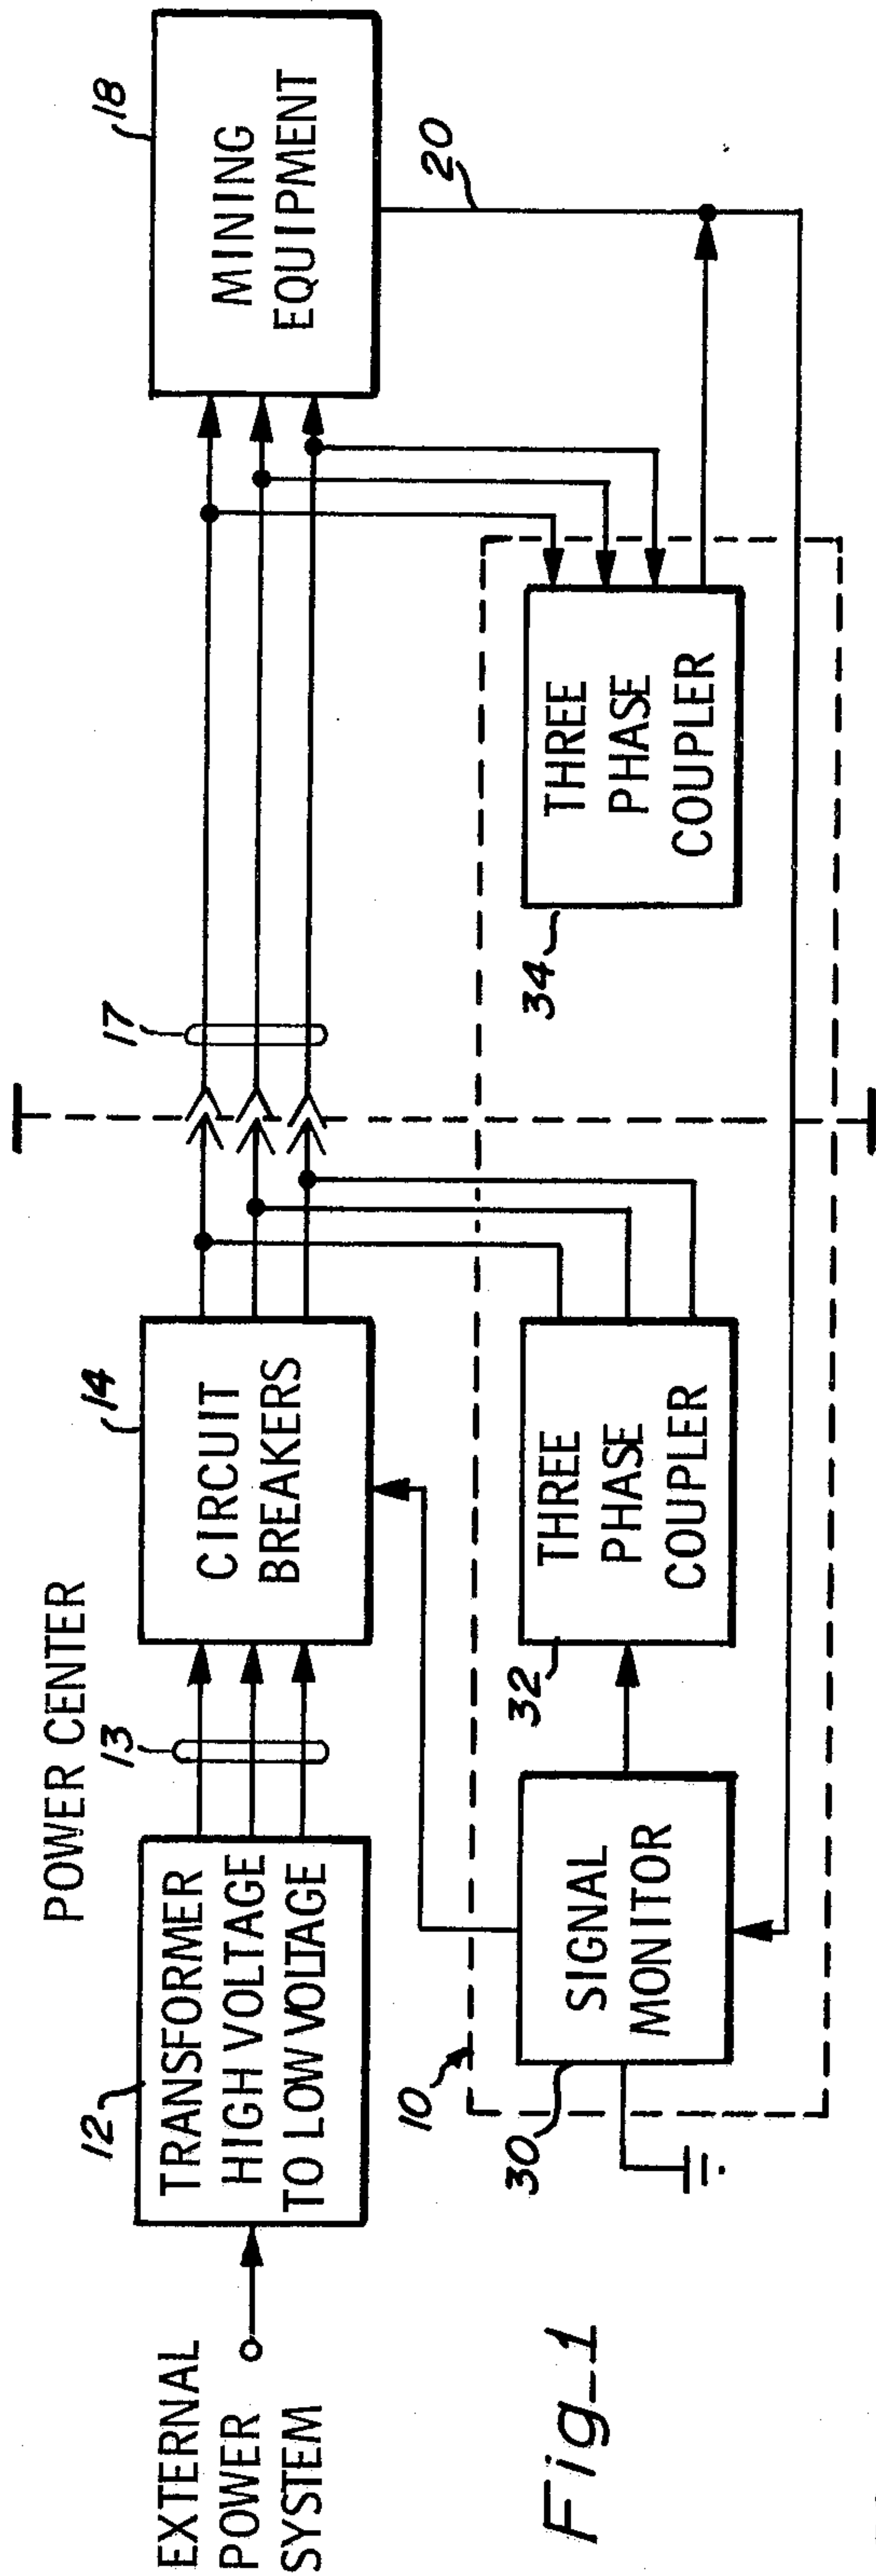 POWER CENTER
EXTERNAL
POWER
SYSTEM
12
TRANSFORMER
HIGH VOLTAGE
TO LOW VOLTAGE
13
14
CIRCUIT
BREAKERS
17
18
MINING
EQUIPMENT
20
10
30
SIGNAL
MONITOR
32
THREE
PHASE
COUPLER
34
THREE
PHASE
COUPLER
Fig_1